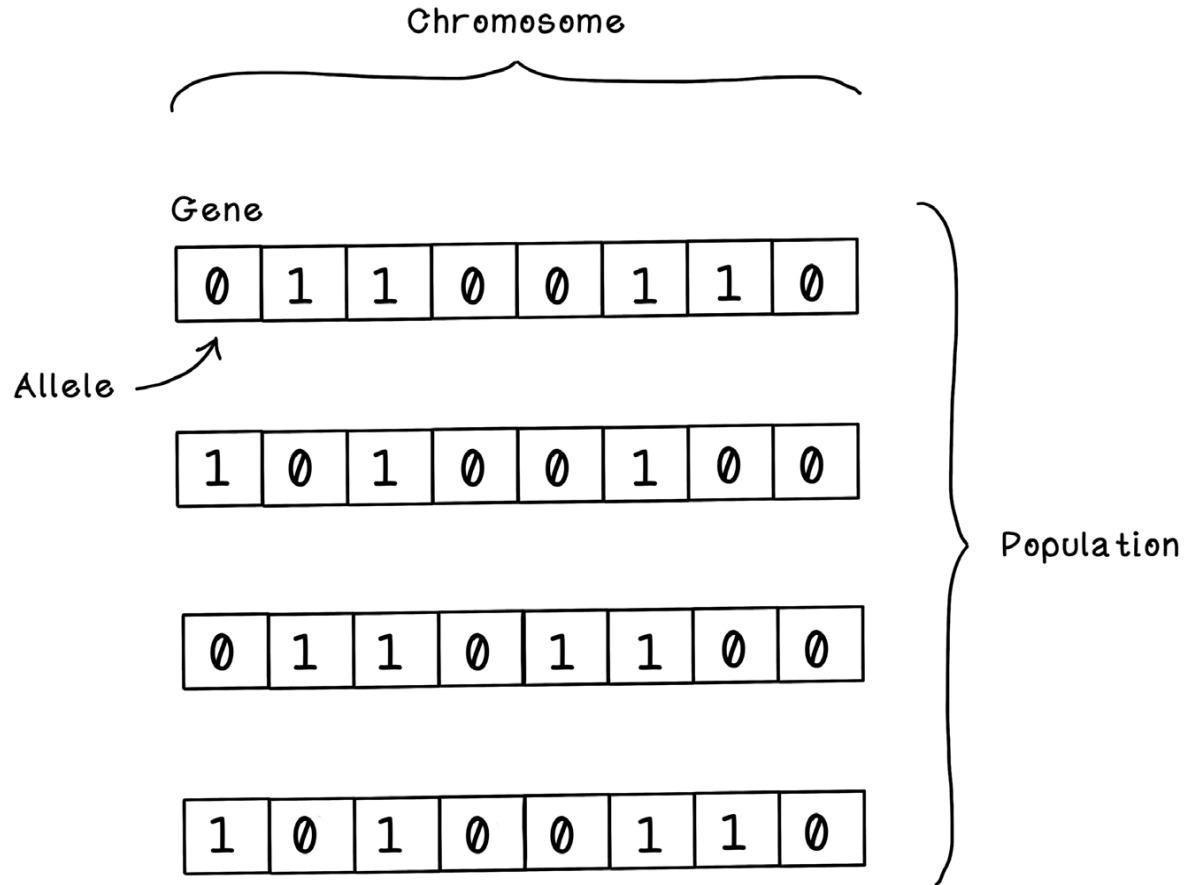 Chromosome
Gene
0 1 1 0 0 1 1 0
Allele
1 0 1 0 0 1 0 0
Population
0 1 1 0 1 1 0 0
1 0 1 0 0 1 1 0